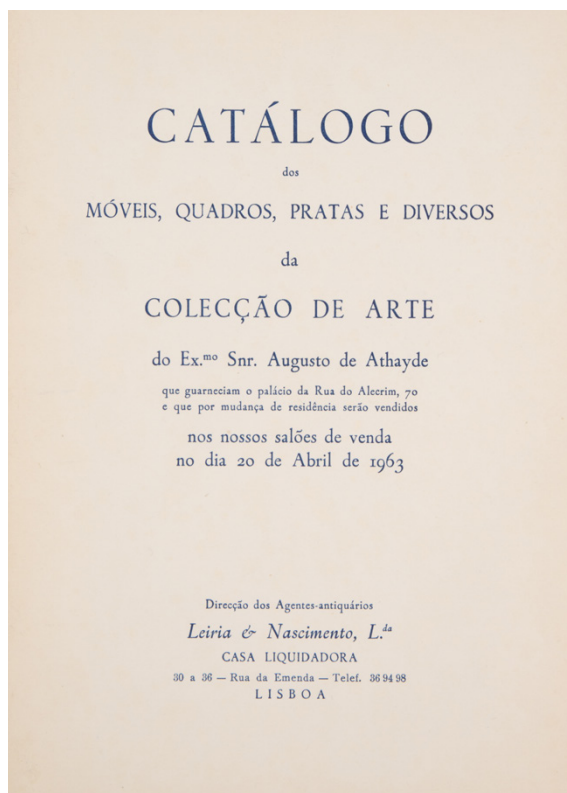 CATÁLOGO
dos
MÓVEIS, QUADROS, PRATAS E DIVERSOS
da
COLECÇÃO DE ARTE
do Ex.mo Snr. Augusto de Athayde
que guarneciam o palácio da Rua do Alecrim, 70
e que por mudança de residência serão vendidos
nos nossos salões de venda
no dia 20 de Abril de 1963
Direcção dos Agentes-antiquários
Leiria & Nascimento, L.da
CASA LIQUIDADORA
30 a 36 — Rua da Emenda — Telef. 36 94 98
LISBOA